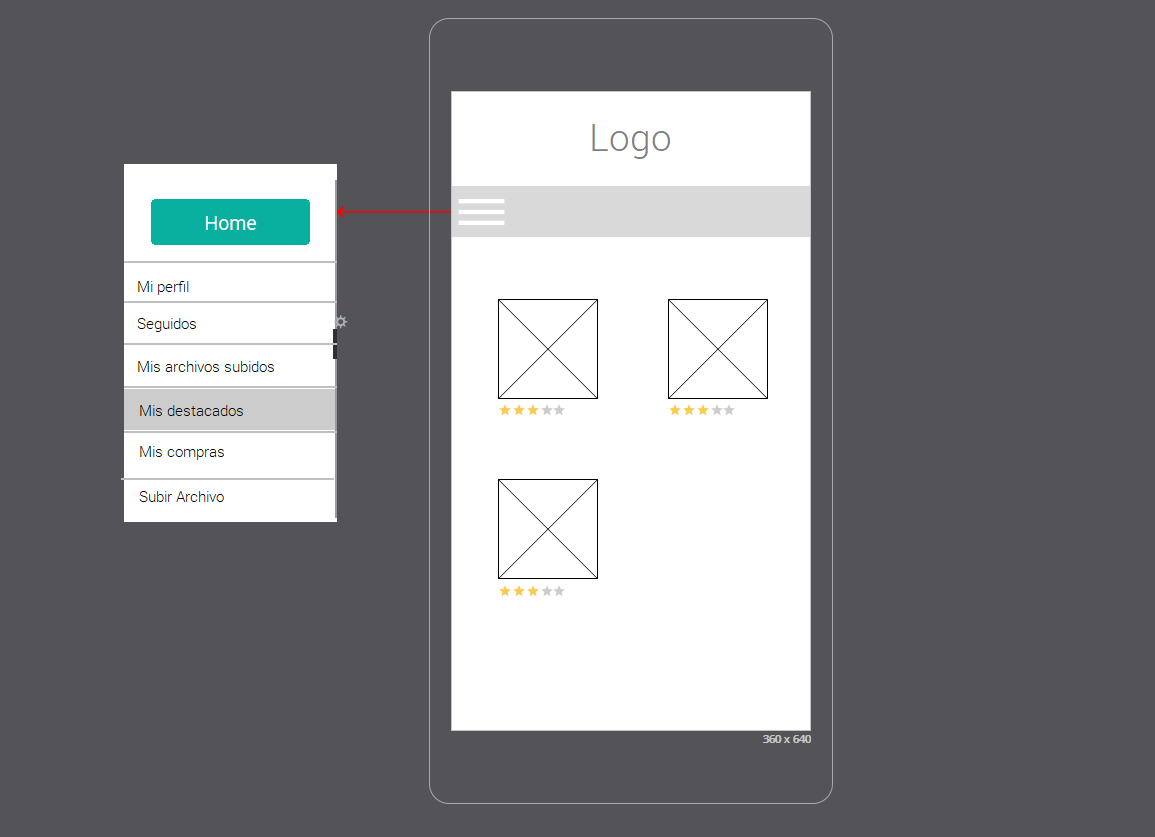 Logo
Home
Mi perfil
Seguidos
Mis archivos subidos
Mis destacados
Mis compras
Subir Archivo
360 x 640